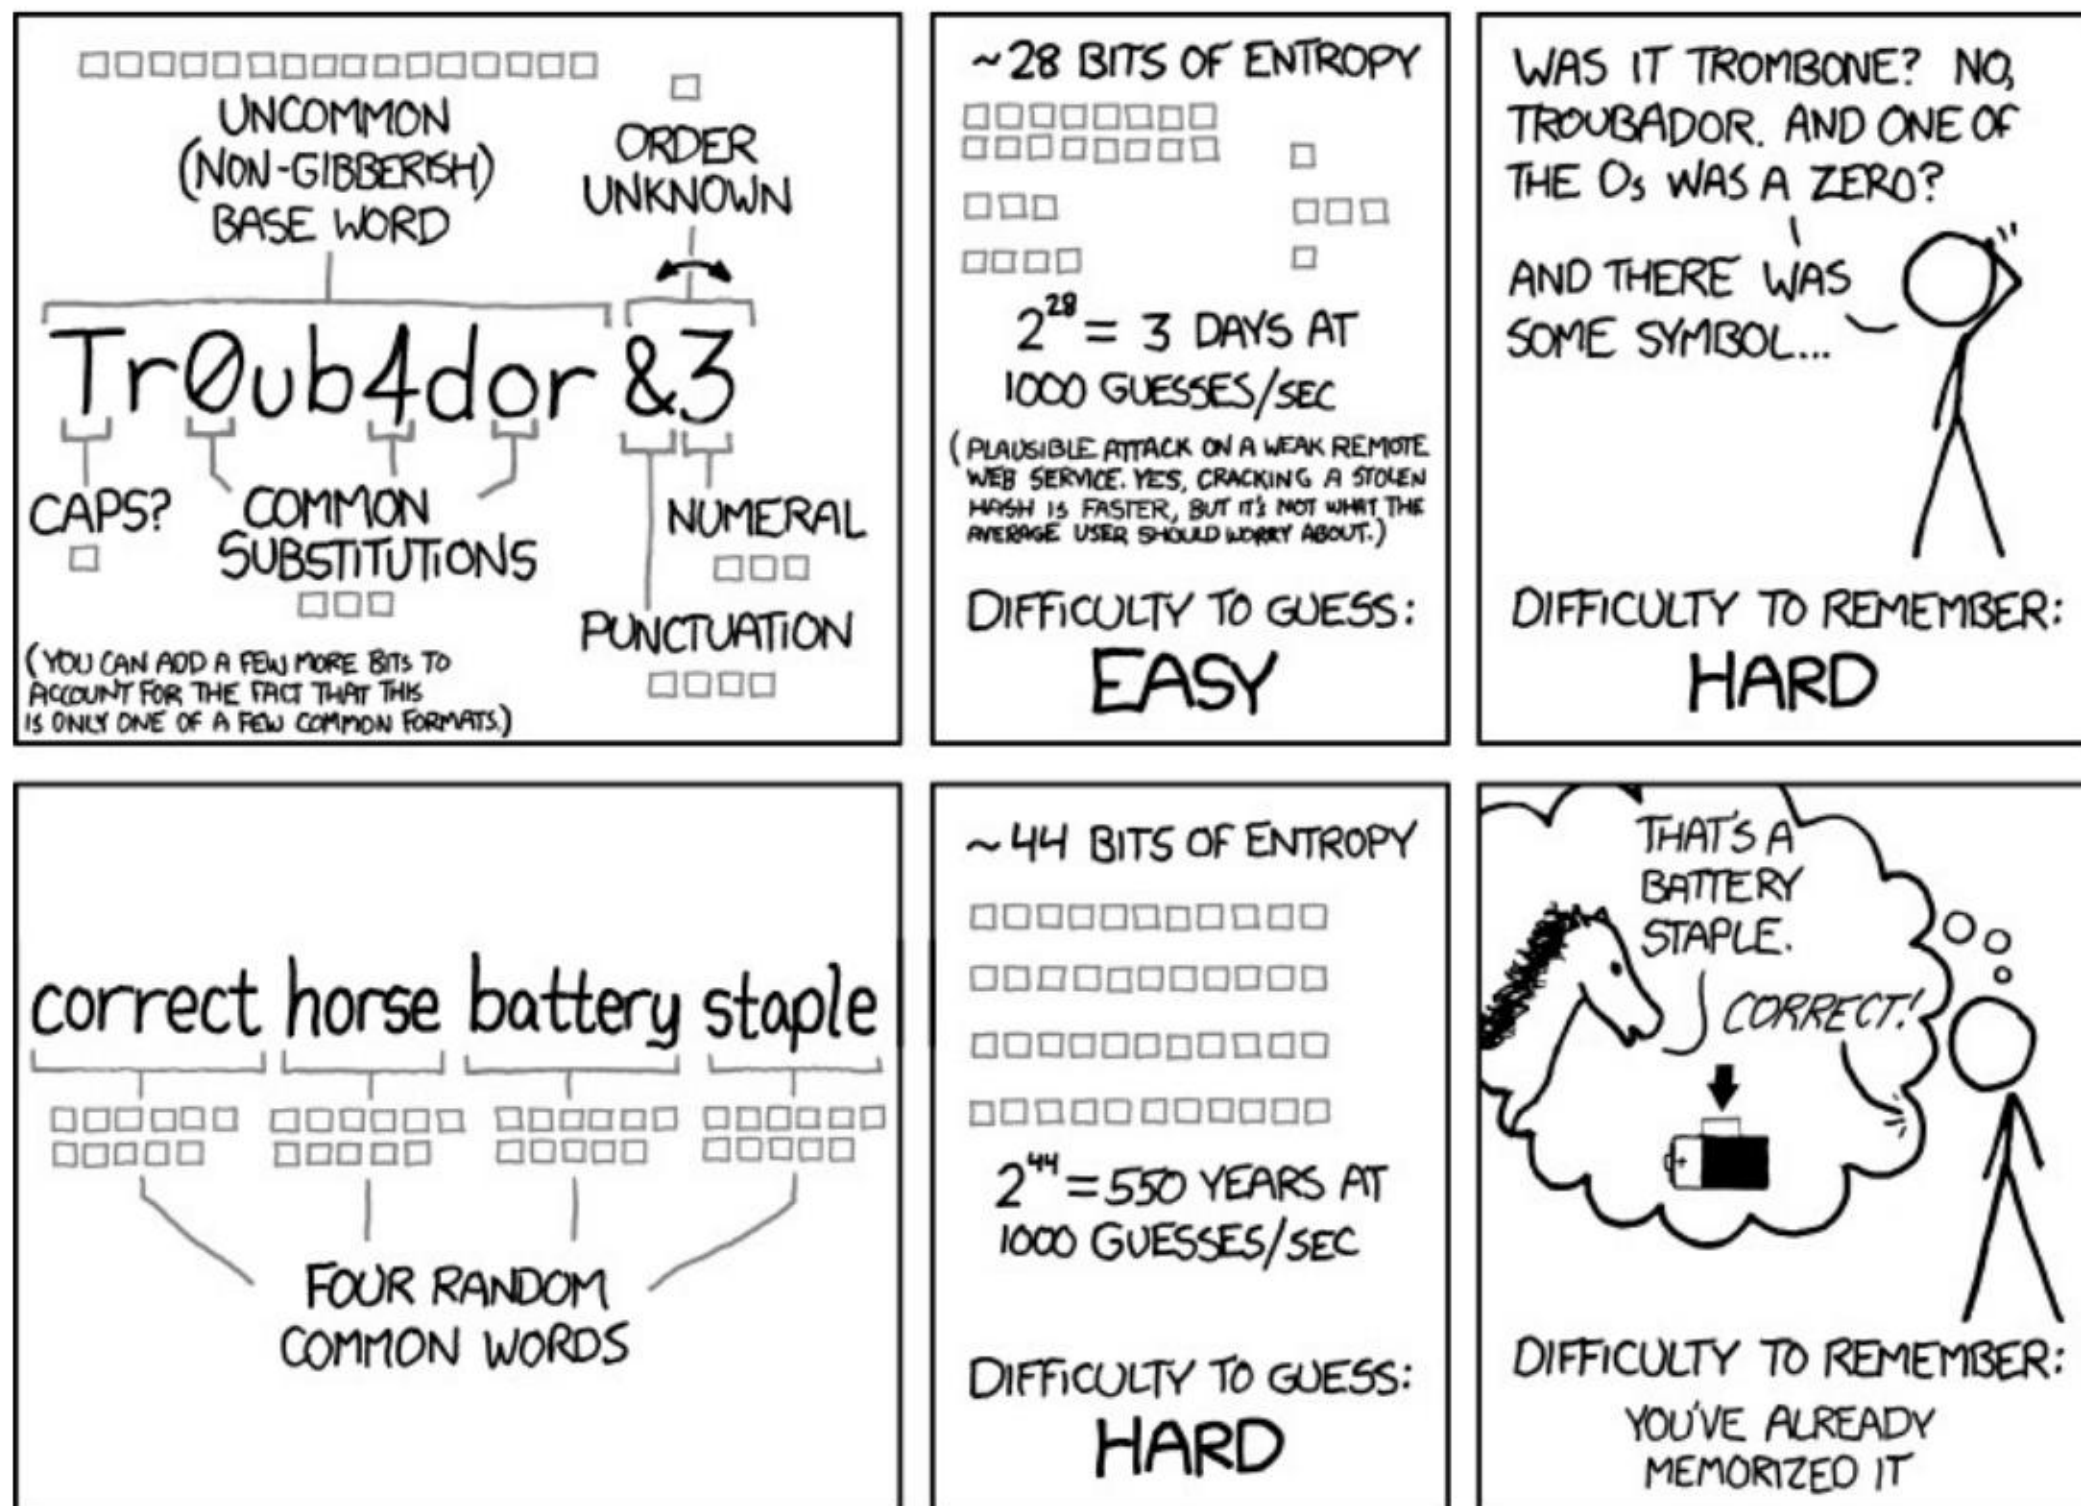 UNCOMMON
(NON-GIBBERISH)
BASE WORD
ORDER
UNKNOWN
Tr0ub4dor &3
CAPS?
COMMON
SUBSTITUTIONS
NUMERAL
PUNCTUATION
(YOU CAN ADD A FEW MORE BITS TO
ACCOUNT FOR THE FACT THAT THIS
IS ONLY ONE OF A FEW COMMON FORMATS.)
~28 BITS OF ENTROPY
2²⁸ = 3 DAYS AT
1000 GUESSES/SEC
(PLAUSIBLE ATTACK ON A WEAK REMOTE
WEB SERVICE. YES, CRACKING A STOLEN
HASH IS FASTER, BUT IT'S NOT WHAT THE
AVERAGE USER SHOULD WORRY ABOUT.)
DIFFICULTY TO GUESS:
EASY
WAS IT TROMBONE? NO,
TROUBADOR. AND ONE OF
THE Os WAS A ZERO?
AND THERE WAS
SOME SYMBOL...
DIFFICULTY TO REMEMBER:
HARD
correct horse battery staple
FOUR RANDOM
COMMON WORDS
~44 BITS OF ENTROPY
2⁴⁴ = 550 YEARS AT
1000 GUESSES/SEC
DIFFICULTY TO GUESS:
HARD
THAT'S A
BATTERY
STAPLE.
CORRECT!
+
DIFFICULTY TO REMEMBER:
YOU'VE ALREADY
MEMORIZED IT